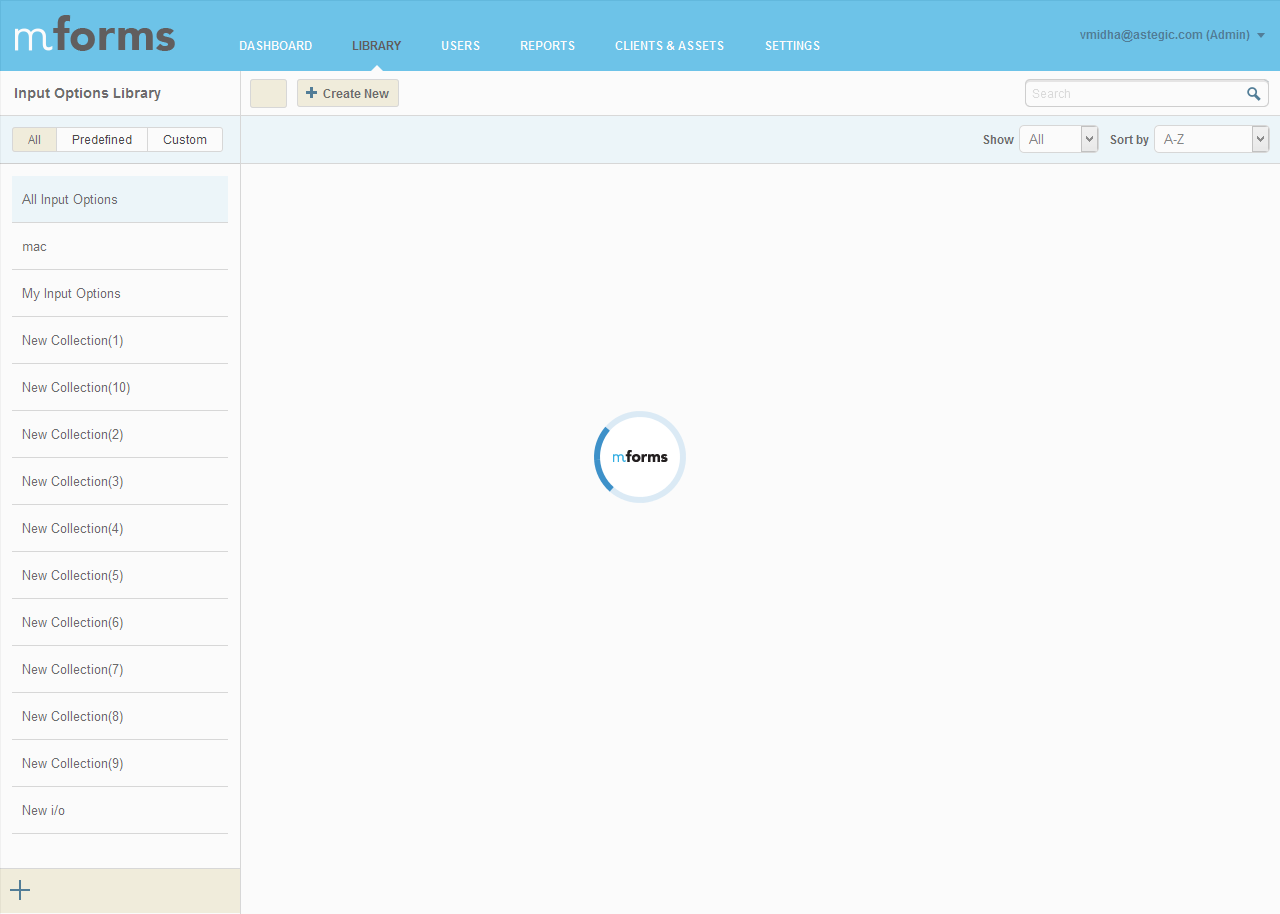 mforms
DASHBOARD LIBRARY USERS REPORTS CLIENTS & ASSETS SETTINGS
vmidha@astegic.com (Admin)
Input Options Library
Create New
Search
All Predefined Custom
Show All Sort by A-Z
All Input Options
mac
My Input Options
New Collection(1)
New Collection(10)
New Collection(2)
New Collection(3)
New Collection(4)
mforms
New Collection(5)
New Collection(6)
New Collection(7)
New Collection(8)
New Collection(9)
New i/o